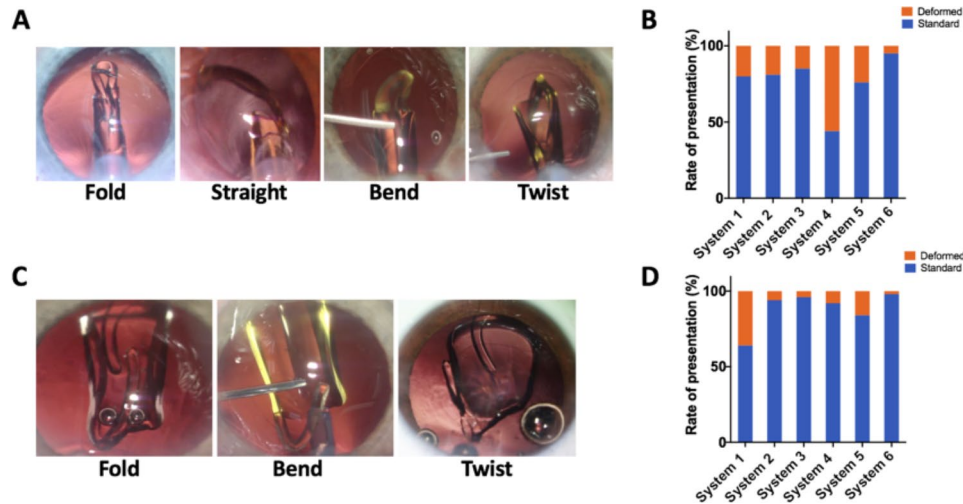 A
Fold
Straight
Bend
Twist
B
Deformed
Standard
Rate of presentation (%)
100
50
0
System 1
System 2
System 3
System 4
System 5
System 6
C
Fold
Bend
Twist
D
Deformed
Standard
Rate of presentation (%)
100
50
0
System 1
System 2
System 3
System 4
System 5
System 6